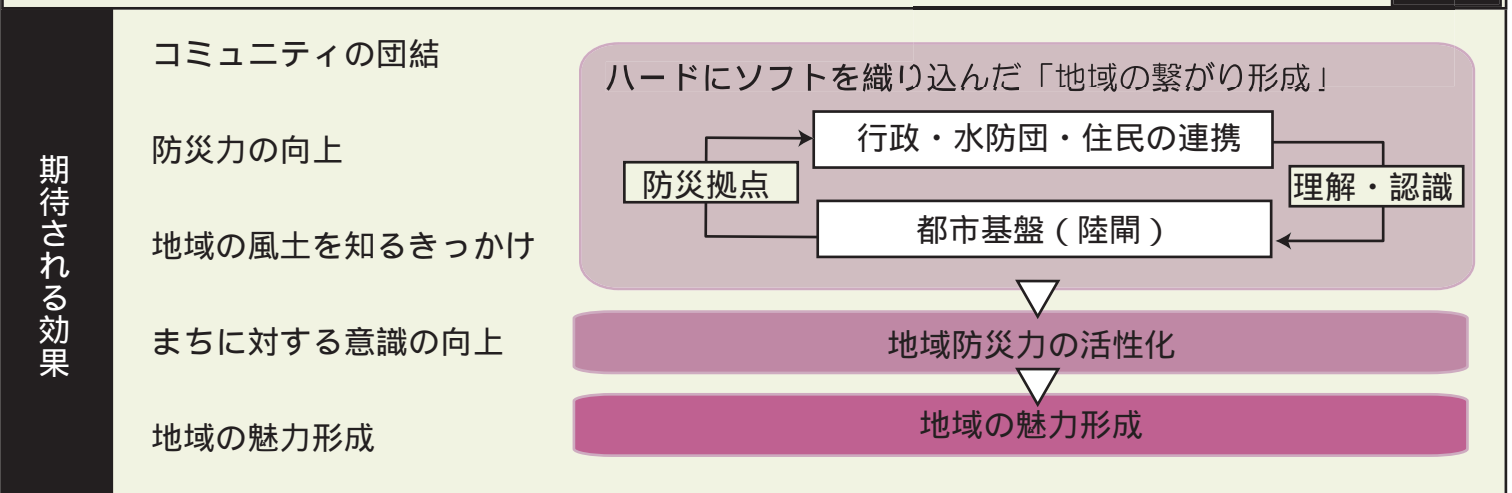 期待される効果
コミュニティの団結
防災力の向上
地域の風土を知るきっかけ
まちに対する意識の向上
地域の魅力形成
ハードにソフトを織り込んだ「地域の繋がり形成」
行政・水防団・住民の連携
防災拠点
理解・認識
都市基盤(陸閘)
地域防災力の活性化
地域の魅力形成